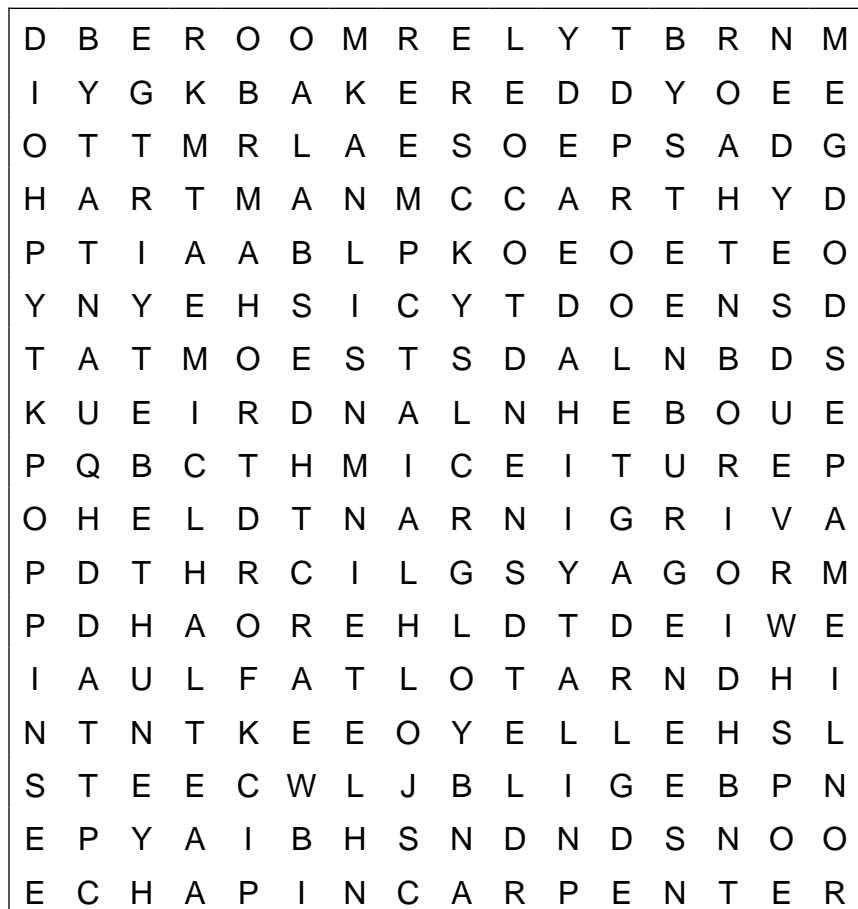 D B E R O O M R E L Y T B R N M
I Y G K B A K E R E D D Y O E E
O T T M R L A E S O E P S A D G
H A R T M A N M C C A R T H Y D
P T I A A B L P K O E O E T E O
Y N Y E H S I C Y T D O E N S D
T A T M O E S T S D A L N B D S
K U E I R D N A L N H E B O U E
P Q B C T H M I C E I T U R E P
O H E L D T N A R N I G R I V A
P D T H R C I L G S Y A G O R M
P D H A O R E H L D T D E I W E
I A U L F A T L O T A R N D H I
N T N T K E E O Y E L L E H S L
S T E E C W L J B L I G E B P N
E P Y A I B H S N D N D S N O O
E C H A P I N C A R P E N T E R